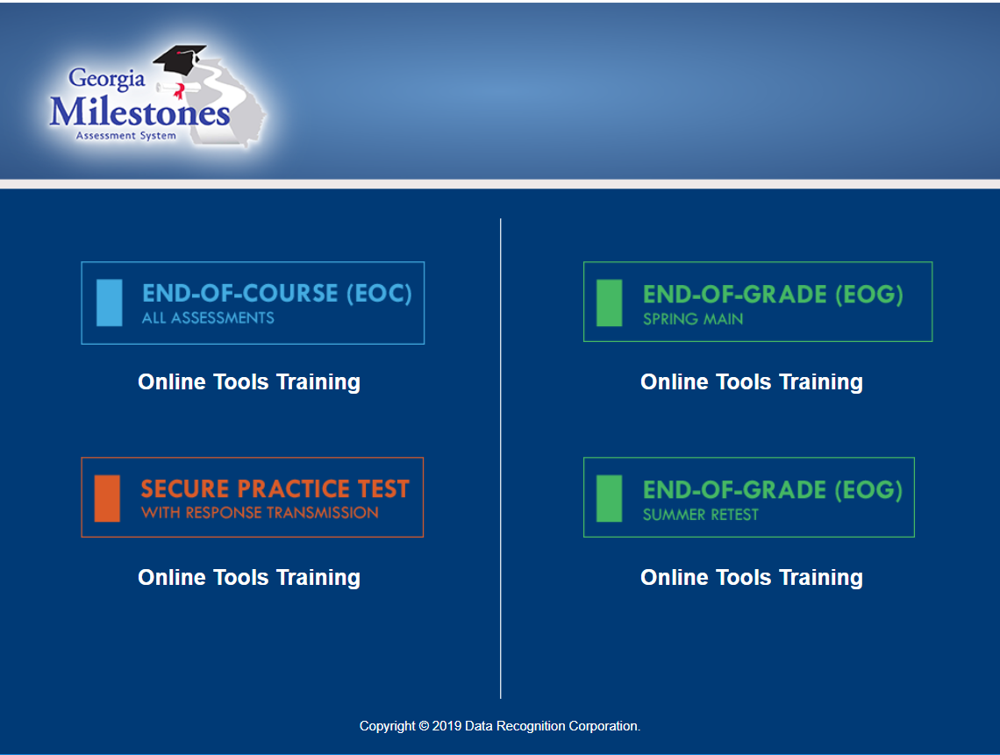 Georgia
Milestones
Assessment System
END-OF-COURSE (EOC)
ALL ASSESSMENTS
Online Tools Training
SECURE PRACTICE TEST
WITH RESPONSE TRANSMISSION
Online Tools Training
END-OF-GRADE (EOG)
SPRING MAIN
Online Tools Training
END-OF-GRADE (EOG)
SUMMER RETEST
Online Tools Training
Copyright © 2019 Data Recognition Corporation.